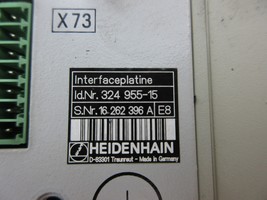 X73
Interfaceplatine
Id.Nr. 324 955-15
S.Nr. 16 262 396 A E8
HEIDENHAIN
D-83301 Traunreut - Made in Germany